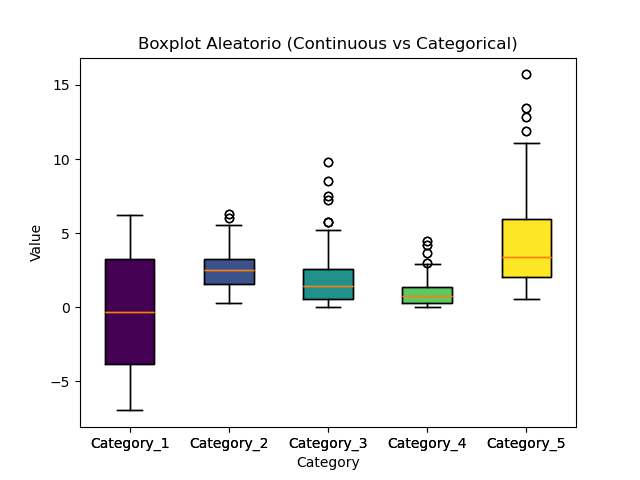 Boxplot Aleatorio (Continuous vs Categorical)
Value
15
10
5
0
−5
Category_1 Category_2 Category_3 Category_4 Category_5
Category